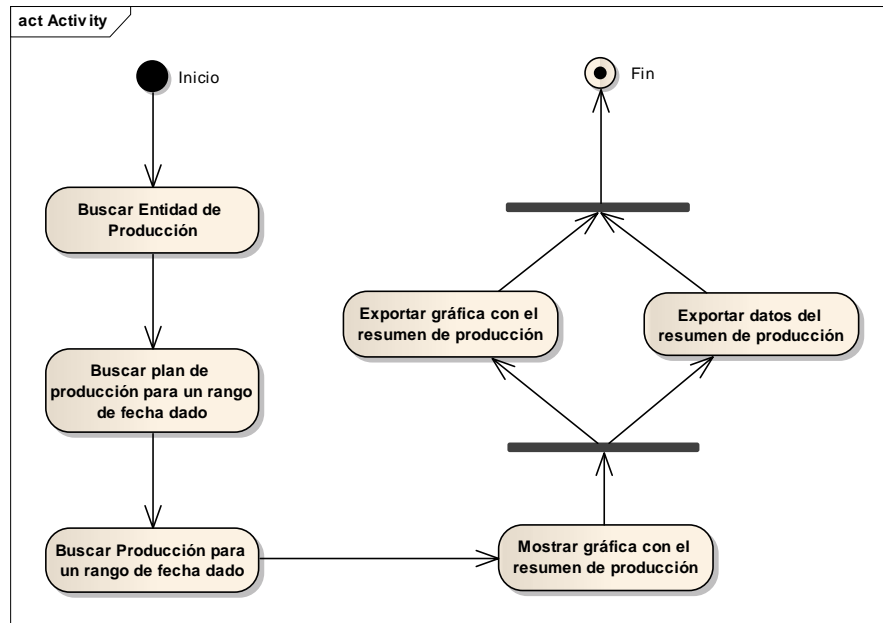 act Activity
Inicio
Buscar Entidad de
Producción
Buscar plan de
producción para un rango
de fecha dado
Buscar Producción para
un rango de fecha dado
Mostrar gráfica con el
resumen de producción
Exportar gráfica con el
resumen de producción
Exportar datos del
resumen de producción
Fin